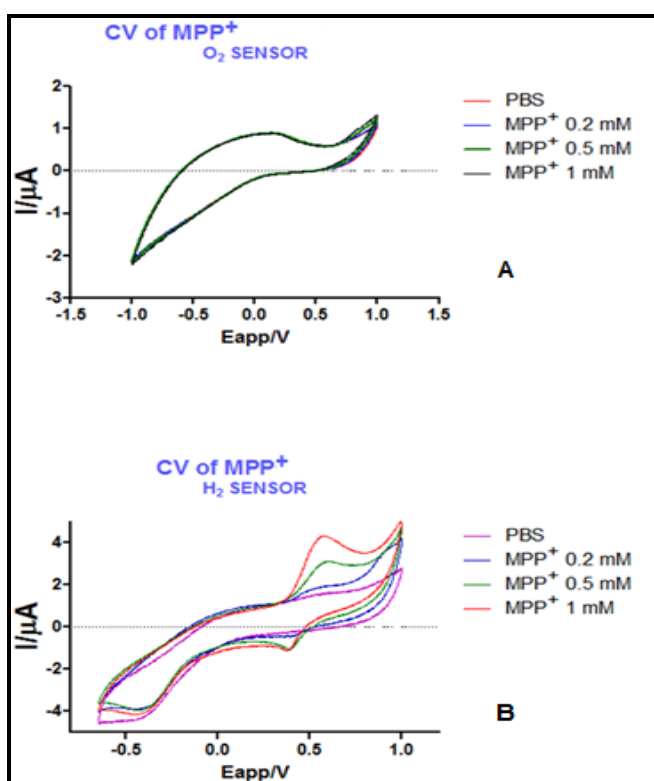 CV of MPP+
O2 SENSOR
PBS
MPP+ 0.2 mM
MPP+ 0.5 mM
MPP+ 1 mM
2
1
0
-1
-2
-3
I/µA
-1.5 -1.0 -0.5 0.0 0.5 1.0 1.5
Eapp/V
A
CV of MPP+
H2 SENSOR
PBS
MPP+ 0.2 mM
MPP+ 0.5 mM
MPP+ 1 mM
4
2
0
-2
-4
I/µA
-0.5 0.0 0.5 1.0
Eapp/V
B